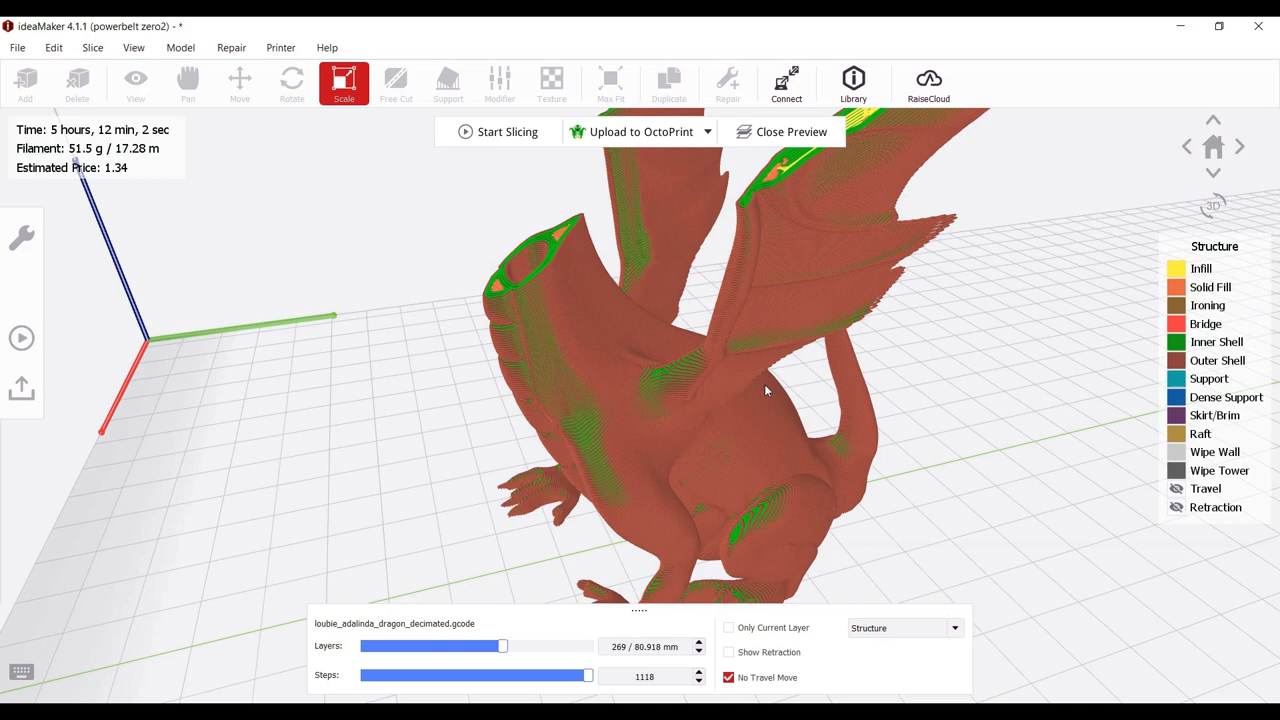 ideaMaker 4.1.1 (powerbelt zero2) - *
File Edit Slice View Model Repair Printer Help
Add Delete View Pan Move Rotate Scale Free Cut Support Modifier Texture Max Fit Duplicate Repair Connect Library RaiseCloud
Time: 5 hours, 12 min, 2 sec
Filament: 51.5 g / 17.28 m
Estimated Price: 1.34
Start Slicing Upload to OctoPrint Close Preview
3D
Structure
Infill
Solid Fill
Ironing
Bridge
Inner Shell
Outer Shell
Support
Dense Support
Skirt/Brim
Raft
Wipe Wall
Wipe Tower
Travel
Retraction
loubie_adalinda_dragon_decimated.gcode
Layers: 269 / 80.918 mm
Steps: 1118
Only Current Layer Structure
Show Retraction
No Travel Move